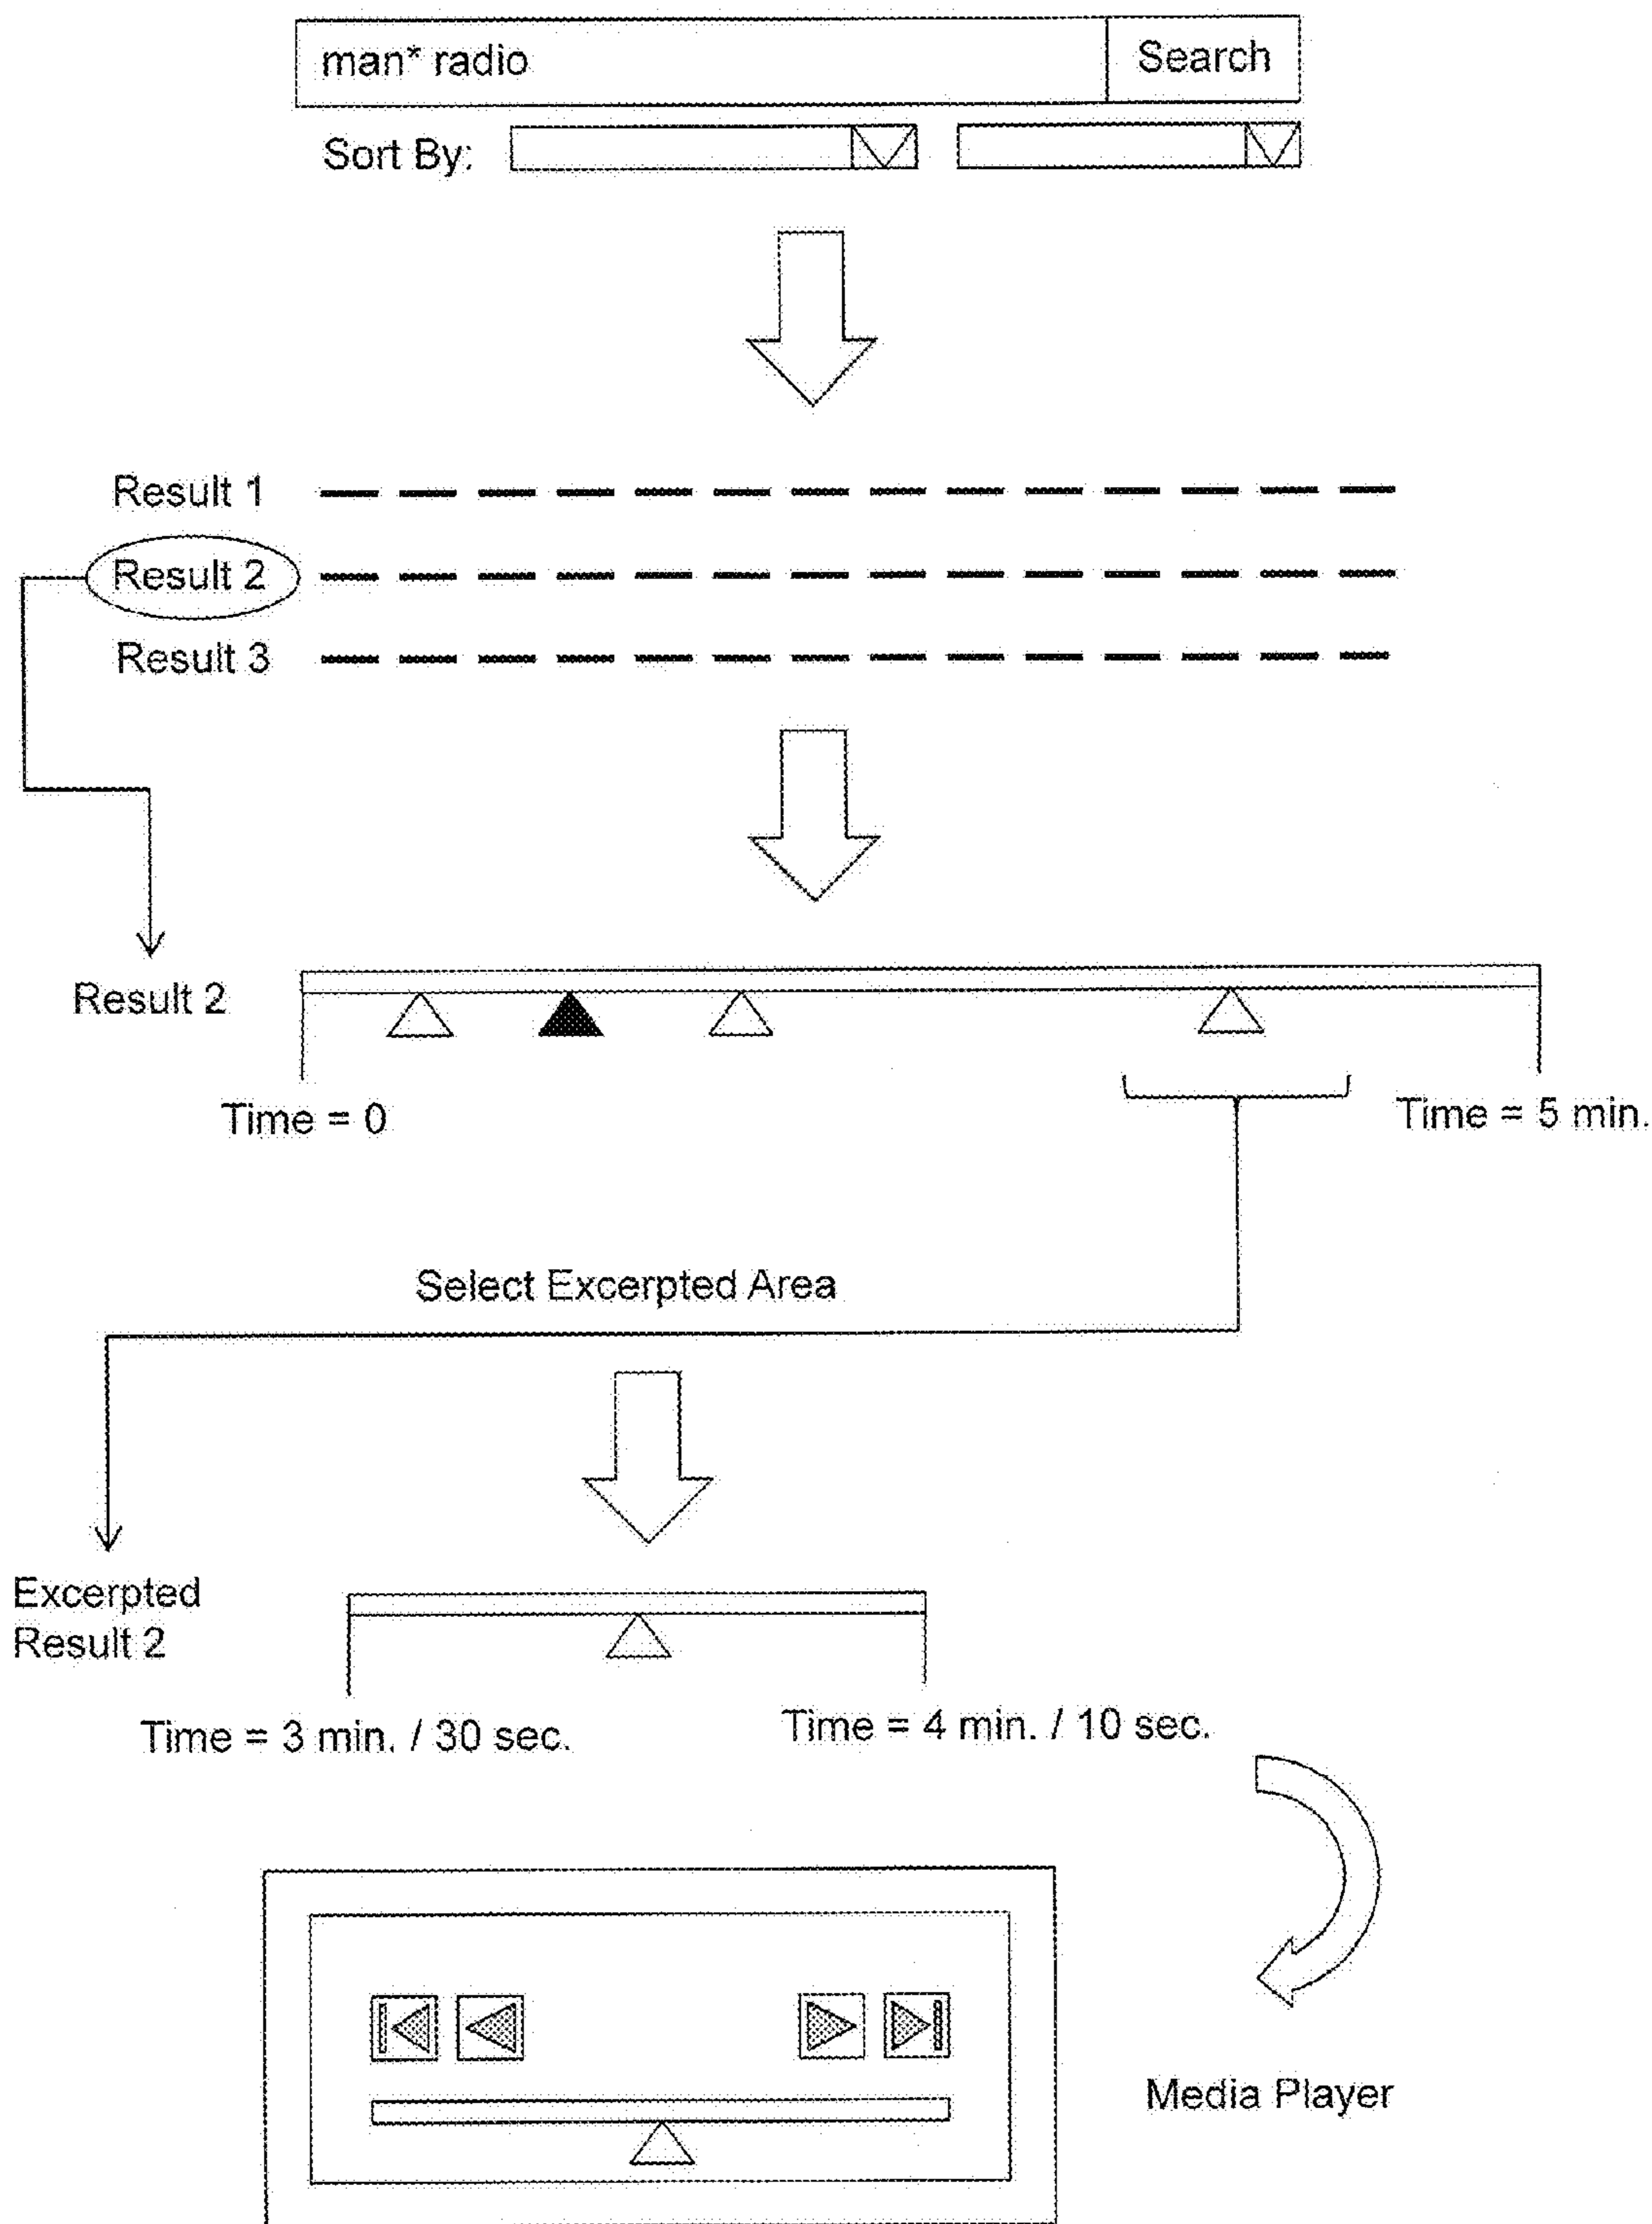 man* radio
Search
Sort By:
Result 1
Result 2
Result 3
Result 2
Time = 0
Time = 5 min.
Select Excerpted Area
Excerpted
Result 2
Time = 3 min. / 30 sec.
Time = 4 min. / 10 sec.
Media Player